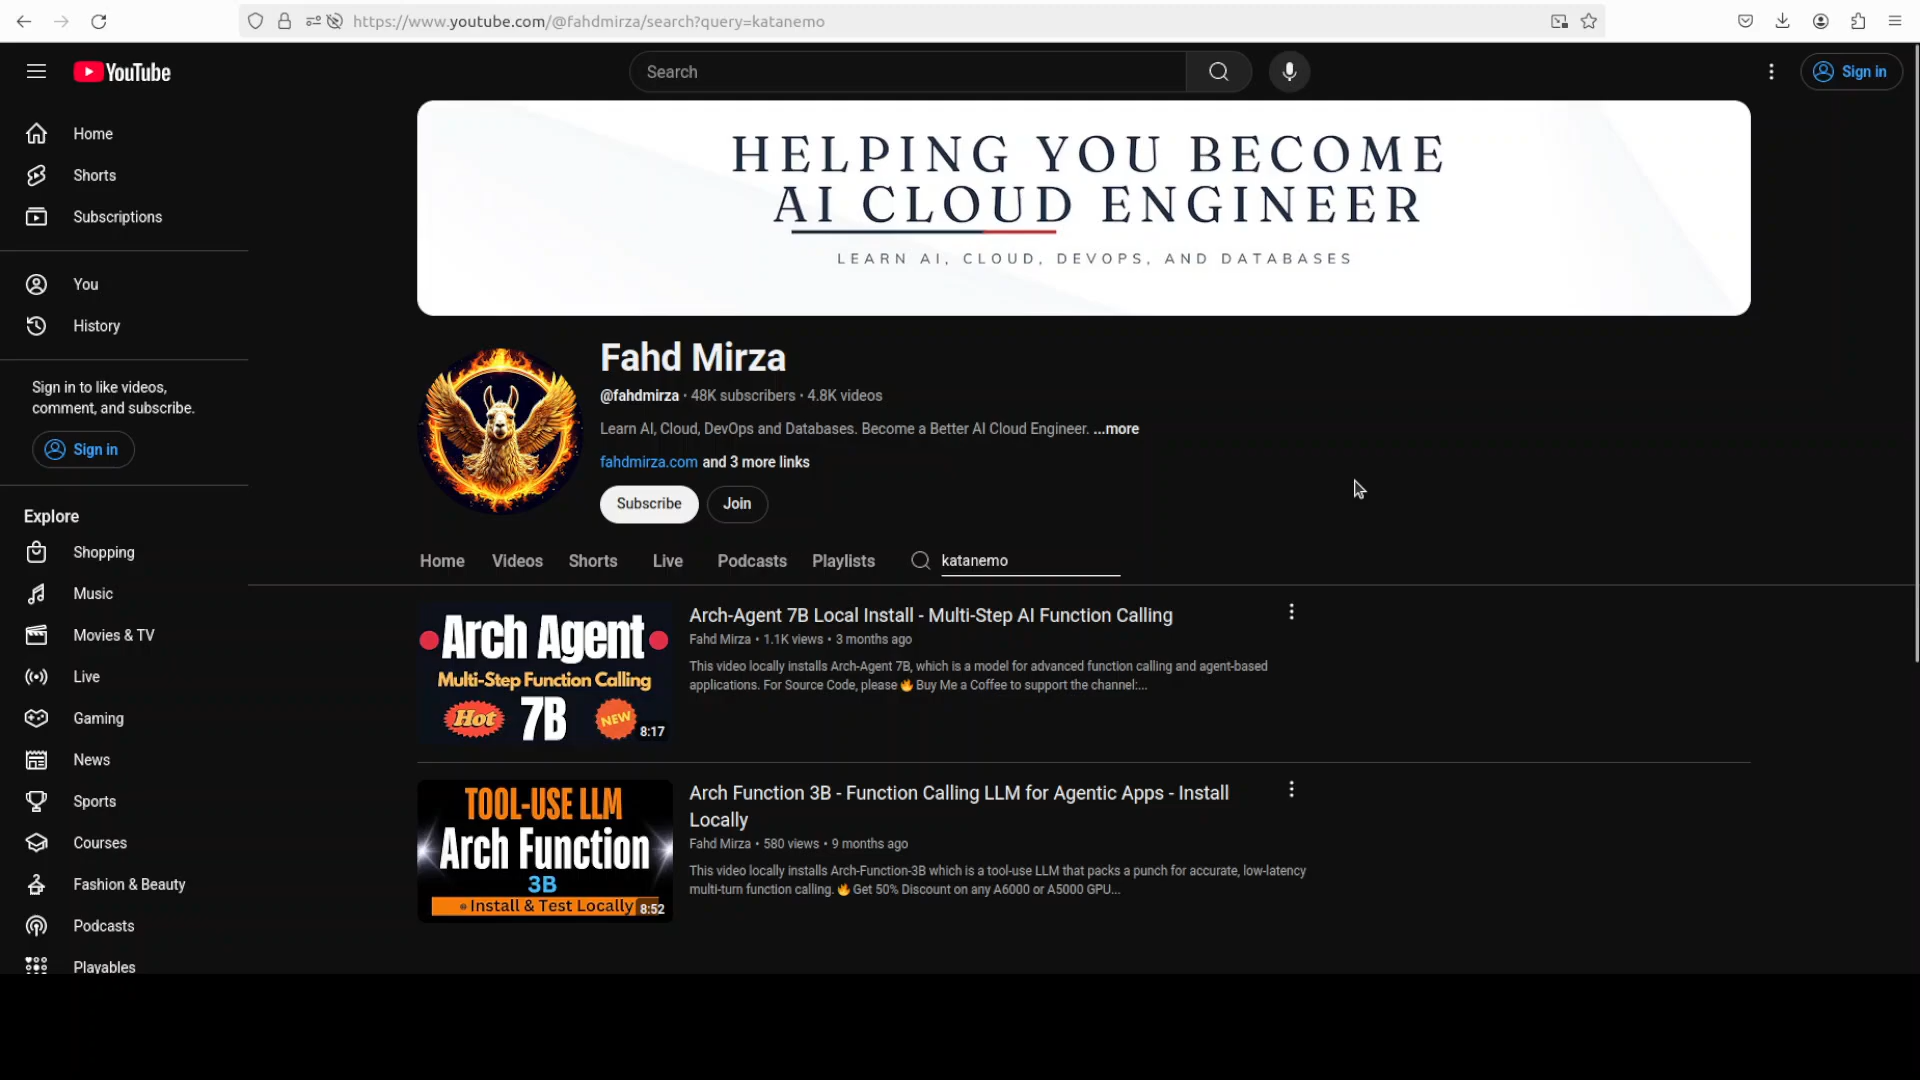 https://www.youtube.com/@fahdmirza/search?query=katanemo
YouTube
Search
Sign in
Home
Shorts
Subscriptions
You
History
Sign in to like videos,
comment, and subscribe.
Sign in
Explore
Shopping
Music
Movies & TV
Live
Gaming
News
Sports
Courses
Fashion & Beauty
Podcasts
Playables
HELPING YOU BECOME
AI CLOUD ENGINEER
LEARN AI, CLOUD, DEVOPS, AND DATABASES
Fahd Mirza
@fahdmirza • 48K subscribers • 4.8K videos
Learn AI, Cloud, DevOps and Databases. Become a Better AI Cloud Engineer. ...more
fahdmirza.com and 3 more links
Subscribe Join
Home Videos Shorts Live Podcasts Playlists katanemo
Arch Agent
Multi-Step Function Calling
Hot 7B NEW
8:17
Arch-Agent 7B Local Install - Multi-Step AI Function Calling
Fahd Mirza • 1.1K views • 3 months ago
This video locally installs Arch-Agent 7B, which is a model for advanced function calling and agent-based
applications. For Source Code, please 🔥 Buy Me a Coffee to support the channel:...
TOOL-USE LLM
Arch Function
3B
Install & Test Locally
8:52
Arch Function 3B - Function Calling LLM for Agentic Apps - Install
Locally
Fahd Mirza • 580 views • 9 months ago
This video locally installs Arch-Function-3B which is a tool-use LLM that packs a punch for accurate, low-latency
multi-turn function calling. 🔥 Get 50% Discount on any A6000 or A5000 GPU...